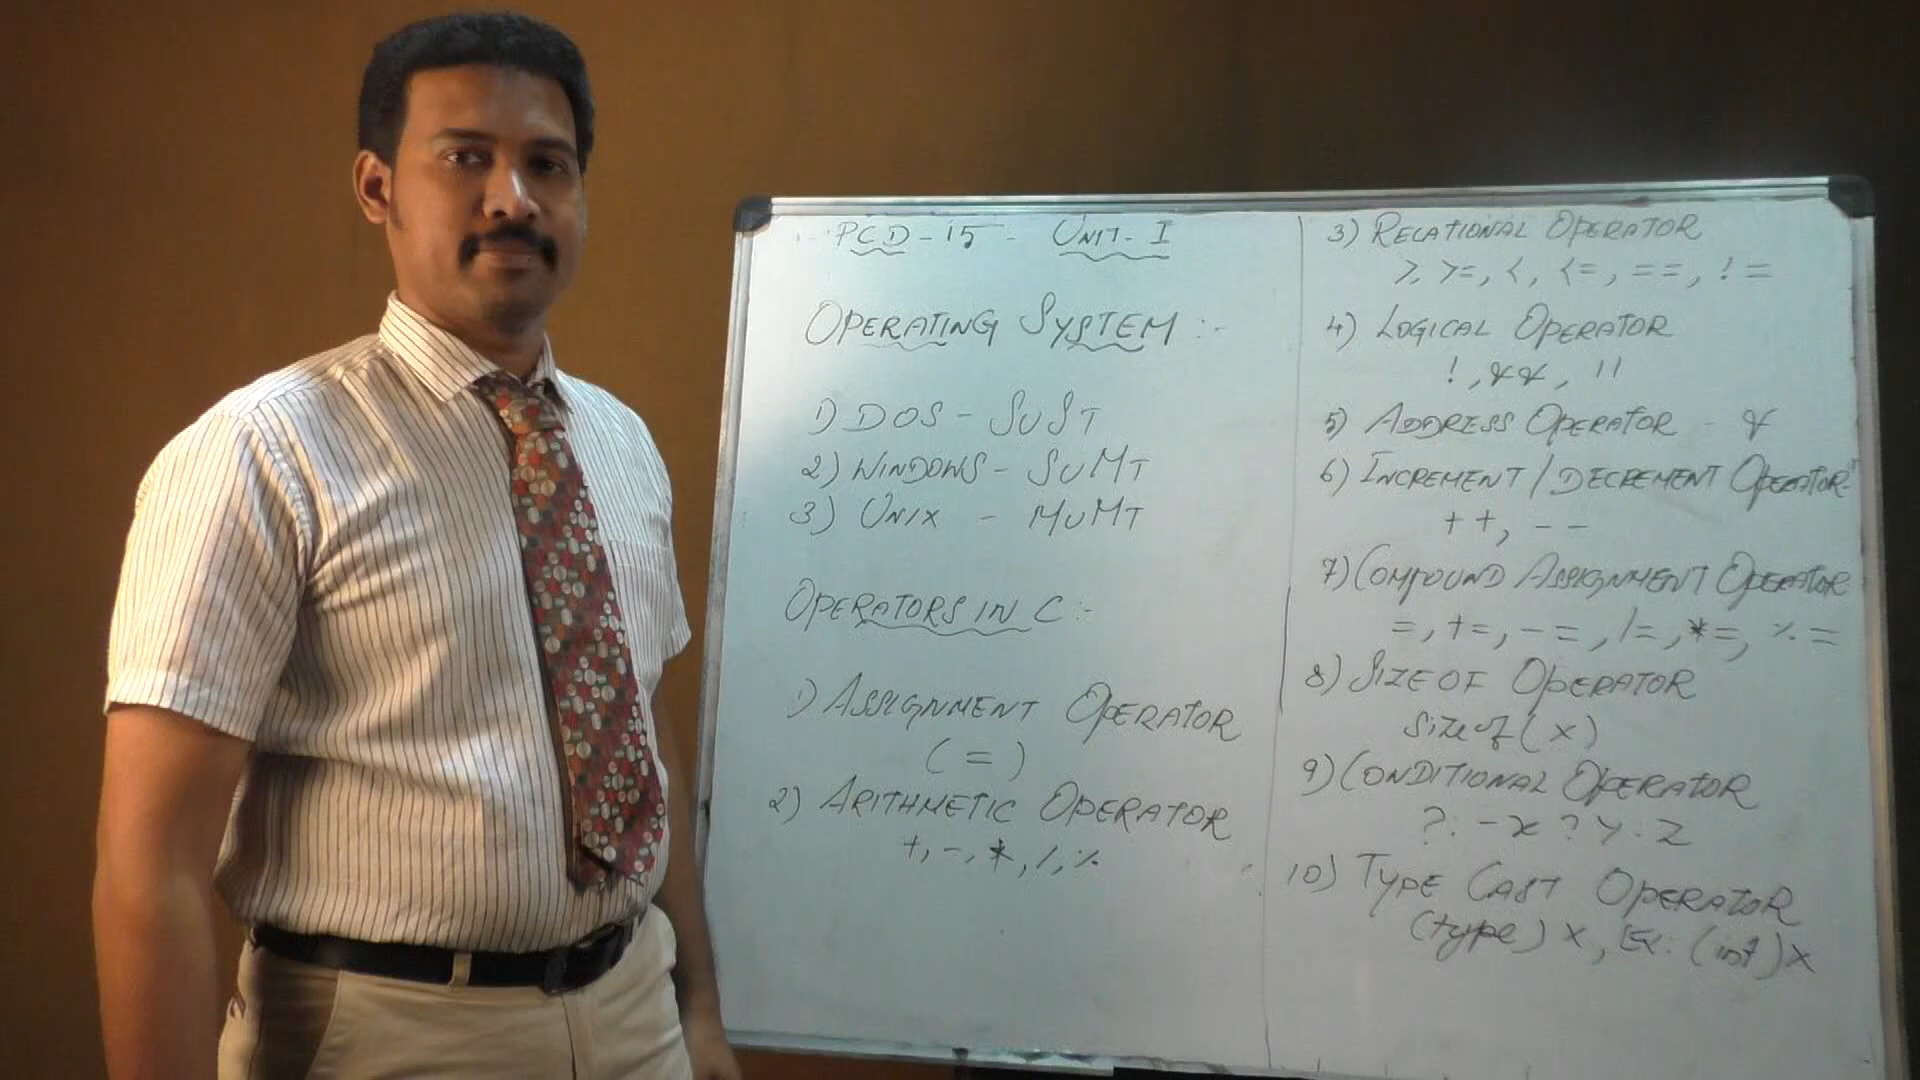 PCD - 15 - UNIT - I
OPERATING SYSTEM :-
1) DOS - SUST
2) WINDOWS - SUMT
3) UNIX - MUMT
OPERATORS IN C :-
1) ASSIGNMENT OPERATOR
( = )
2) ARITHMETIC OPERATOR
+, -, *, /, %
3) RELATIONAL OPERATOR
>, >=, <, <=, ==, !=
4) LOGICAL OPERATOR
! , &&, ||
5) ADDRESS OPERATOR - &
6) INCREMENT / DECREMENT OPERATOR-
++, --
7) COMPOUND ASSIGNMENT OPERATOR
=, +=, -=, /=, *=, %=
8) SIZE OF OPERATOR
sizeof(x)
9) CONDITIONAL OPERATOR
?: - x ? y : z
10) TYPE CAST OPERATOR
(type) x, Ex: (int) x